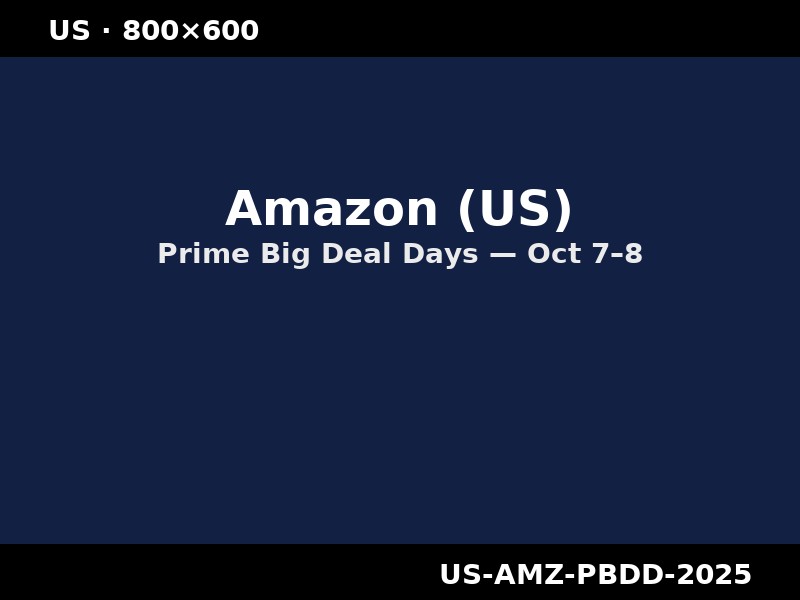 US · 800×600
Amazon (US)
Prime Big Deal Days — Oct 7–8
US-AMZ-PBDD-2025